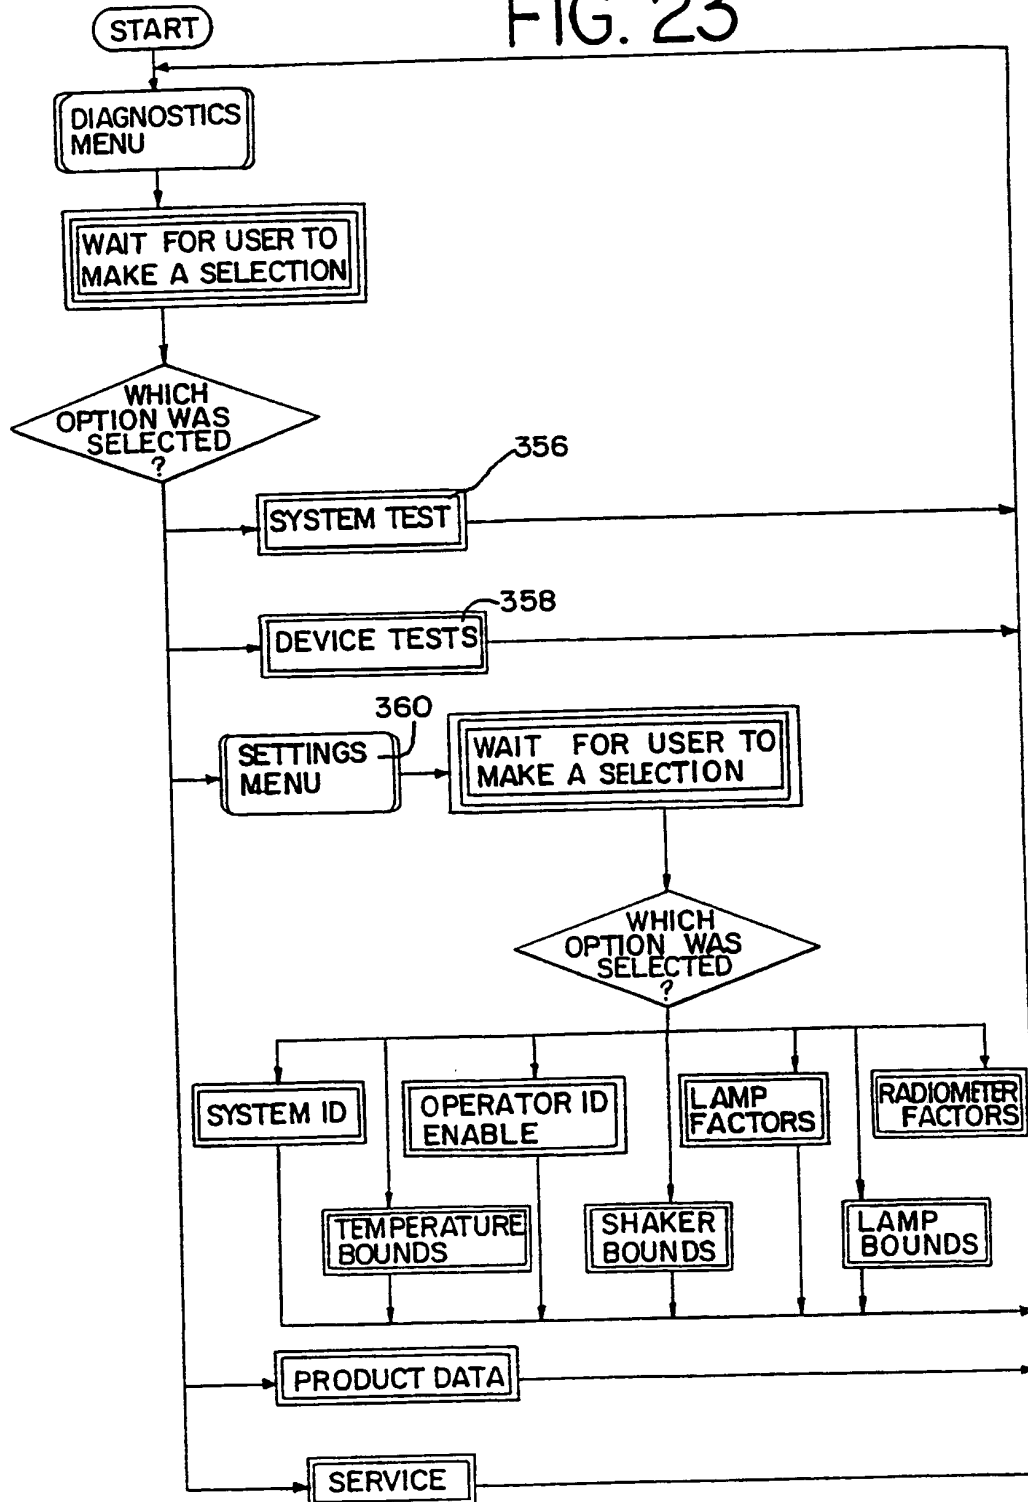 FIG. 23
START
DIAGNOSTICS
MENU
WAIT FOR USER TO
MAKE A SELECTION
WHICH
OPTION WAS
SELECTED
?
356
SYSTEM TEST
358
DEVICE TESTS
360
SETTINGS
MENU
WAIT FOR USER TO
MAKE A SELECTION
WHICH
OPTION WAS
SELECTED
?
SYSTEM ID
OPERATOR ID
ENABLE
LAMP
FACTORS
RADIOMETER
FACTORS
TEMPERATURE
BOUNDS
SHAKER
BOUNDS
LAMP
BOUNDS
PRODUCT DATA
SERVICE